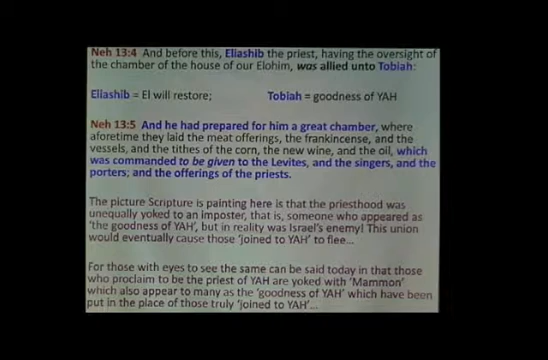 Neh 13:4 And before this, Eliashib the priest, having the oversight of
the chamber of the house of our Elohim, was allied unto Tobiah:
Eliashib = El will restore; Tobiah = goodness of YAH
Neh 13:5 And he had prepared for him a great chamber, where
aforetime they laid the meat offerings, the frankincense, and the
vessels, and the tithes of the corn, the new wine, and the oil, which
was commanded to be given to the Levites, and the singers, and the
porters; and the offerings of the priests.
The picture Scripture is painting here is that the priesthood was
unequally yoked to an imposter, that is, someone who appeared as
'the goodness of YAH', but in reality was Israel's enemy! This union
would eventually cause those 'joined to YAH' to flee...
For those with eyes to see the same can be said today in that those
who proclaim to be the priest of YAH are yoked with 'Mammon'
which also appear to many as the 'goodness of YAH' which have been
put in the place of those truly 'joined to YAH'...